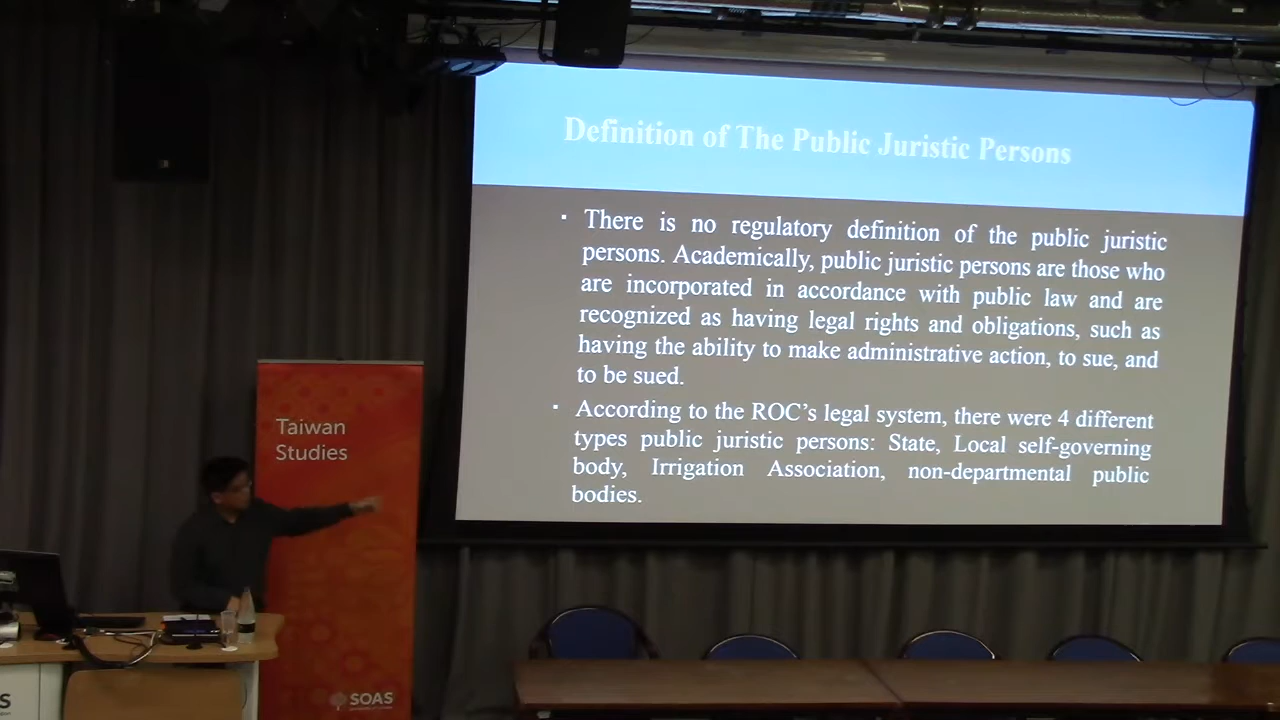 Definition of The Public Juristic Persons
▪ There is no regulatory definition of the public juristic
persons. Academically, public juristic persons are those who
are incorporated in accordance with public law and are
recognized as having legal rights and obligations, such as
having the ability to make administrative action, to sue, and
to be sued.
▪ According to the ROC’s legal system, there were 4 different
types public juristic persons: State, Local self-governing
body, Irrigation Association, non-departmental public
bodies.
Taiwan
Studies
SOAS
S